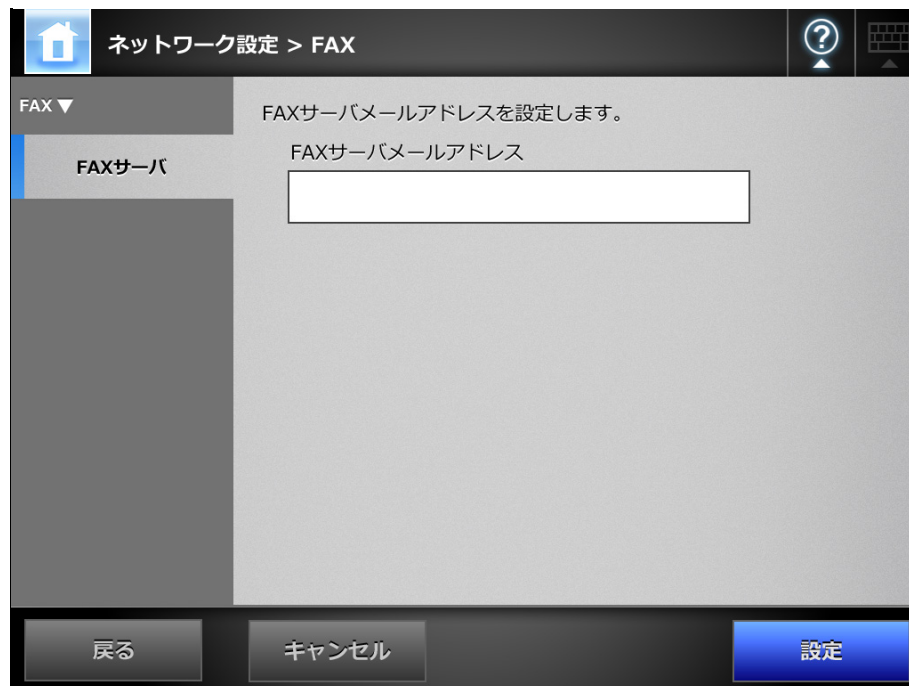 ネットワーク設定 > FAX
?
FAX ▼
FAXサーバ
FAXサーバメールアドレスを設定します。
FAXサーバメールアドレス
戻る
キャンセル
設定